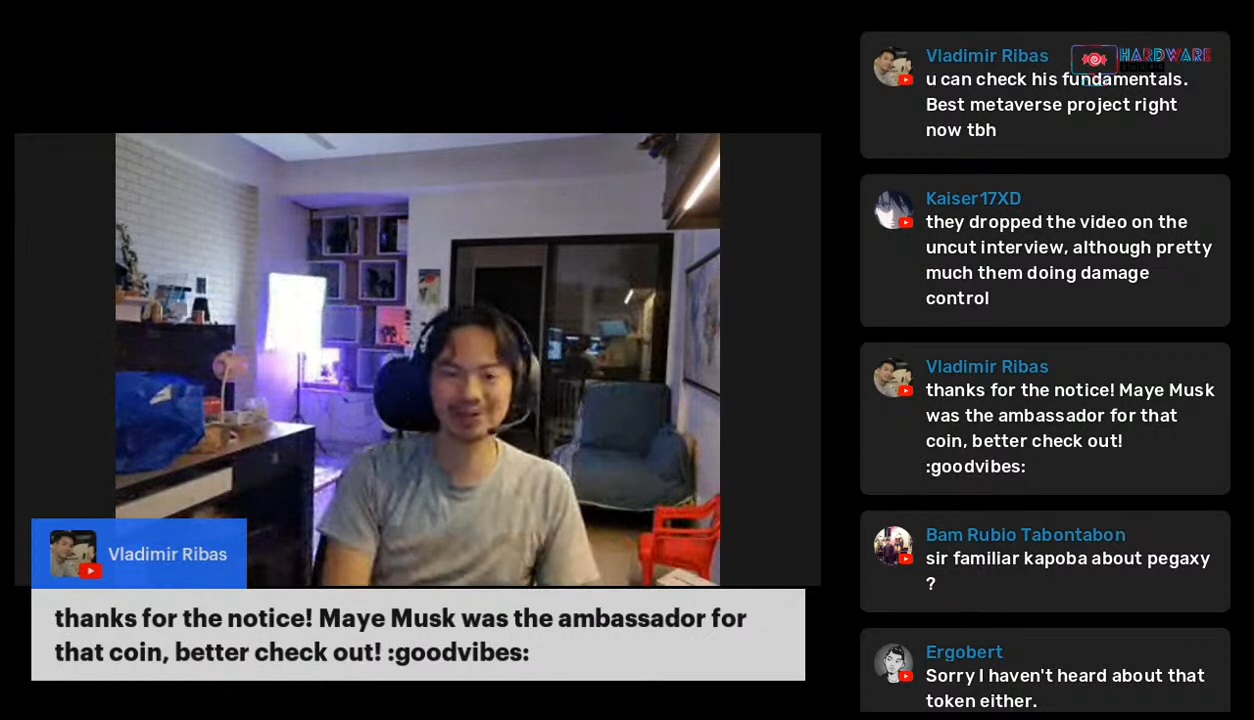 Vladimir Ribas
u can check his fundamentals.
Best metaverse project right
now tbh
HARDWARE
Kaiser17XD
they dropped the video on the
uncut interview, although pretty
much them doing damage
control
Vladimir Ribas
thanks for the notice! Maye Musk
was the ambassador for that
coin, better check out!
:goodvibes:
Bam Rubio Tabontabon
sir familiar kapoba about pegaxy
?
Ergobert
Sorry I haven't heard about that
token either.
Vladimir Ribas
thanks for the notice! Maye Musk was the ambassador for
that coin, better check out! :goodvibes: